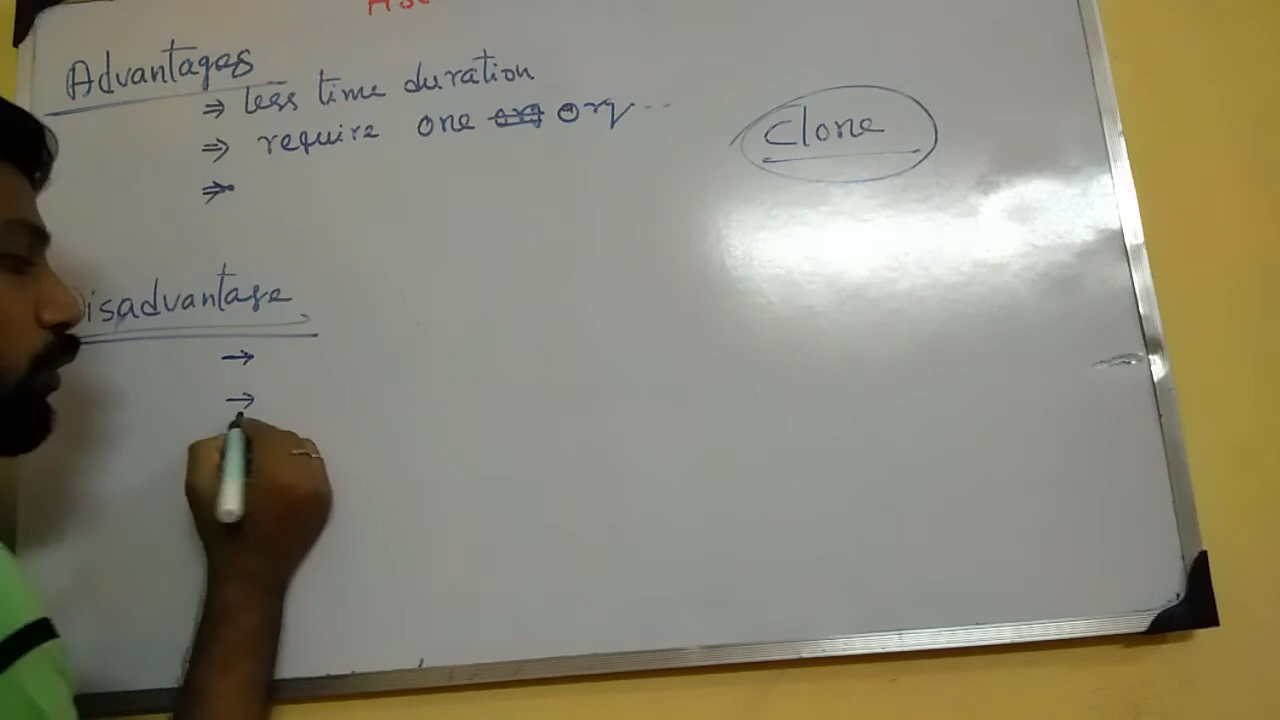 Advantages
⇒ less time duration
⇒ require one org...
⇒
Clone
isadvantage
→
→